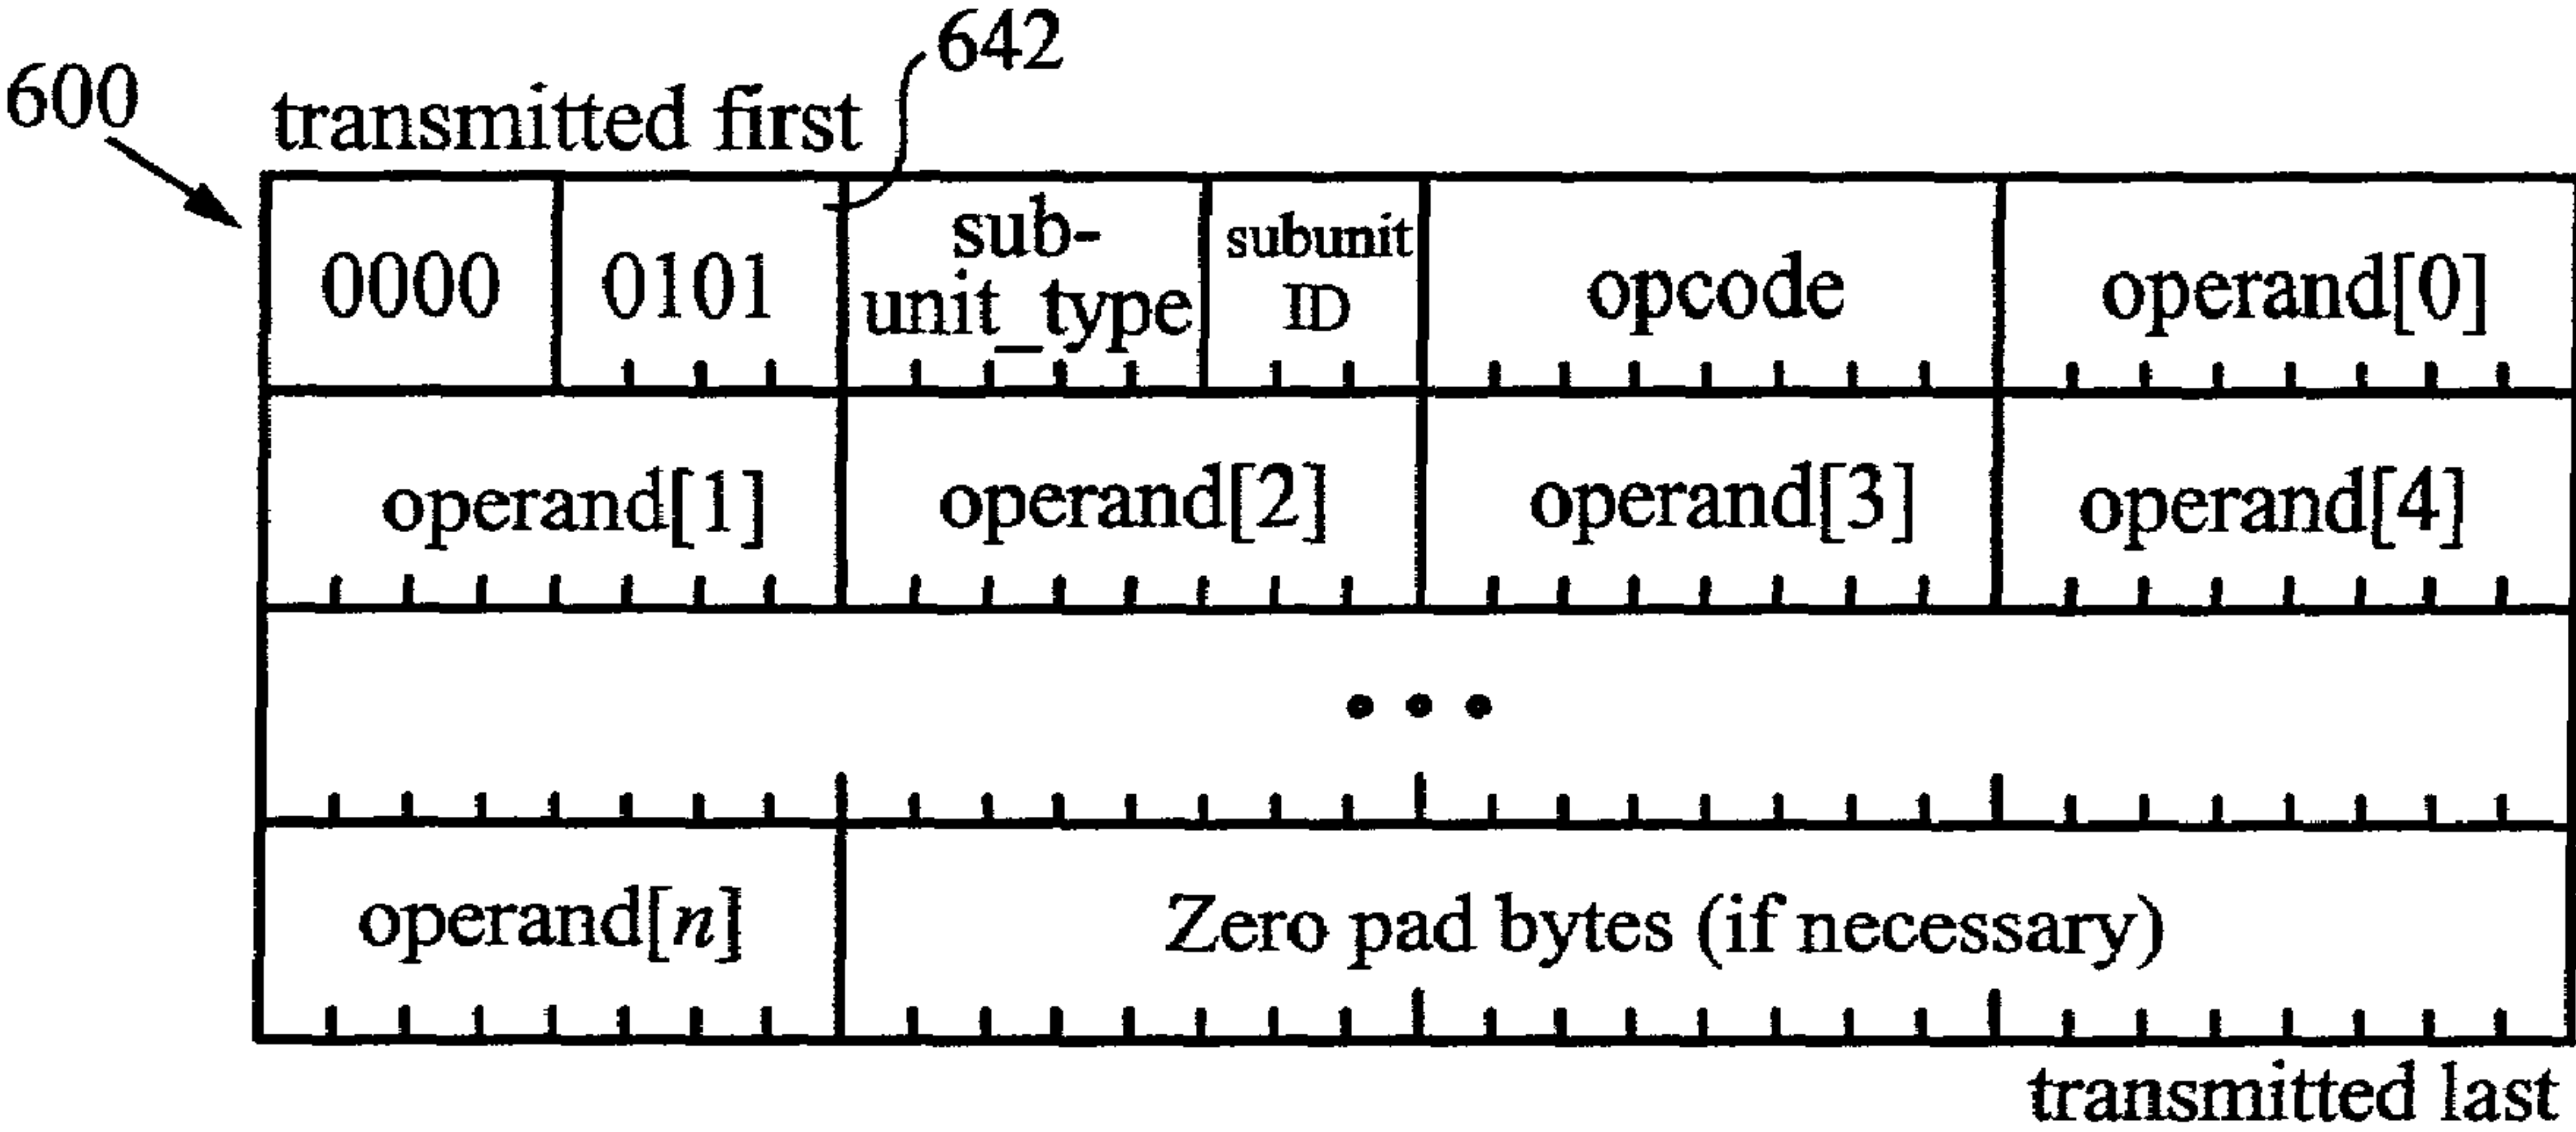 642
600
transmitted first
0000 0101 sub-unit_type subunit ID opcode operand[0]
operand[1] operand[2] operand[3] operand[4]
• • •
operand[n] Zero pad bytes (if necessary)
transmitted last